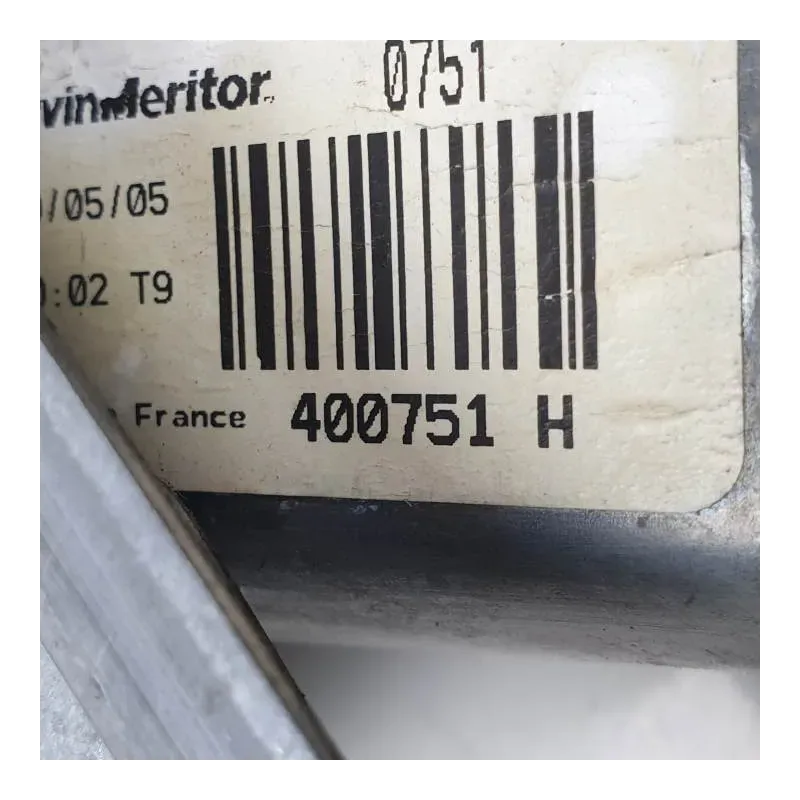 vinMeritor 0751
/05/05
:02 T9
France 400751 H